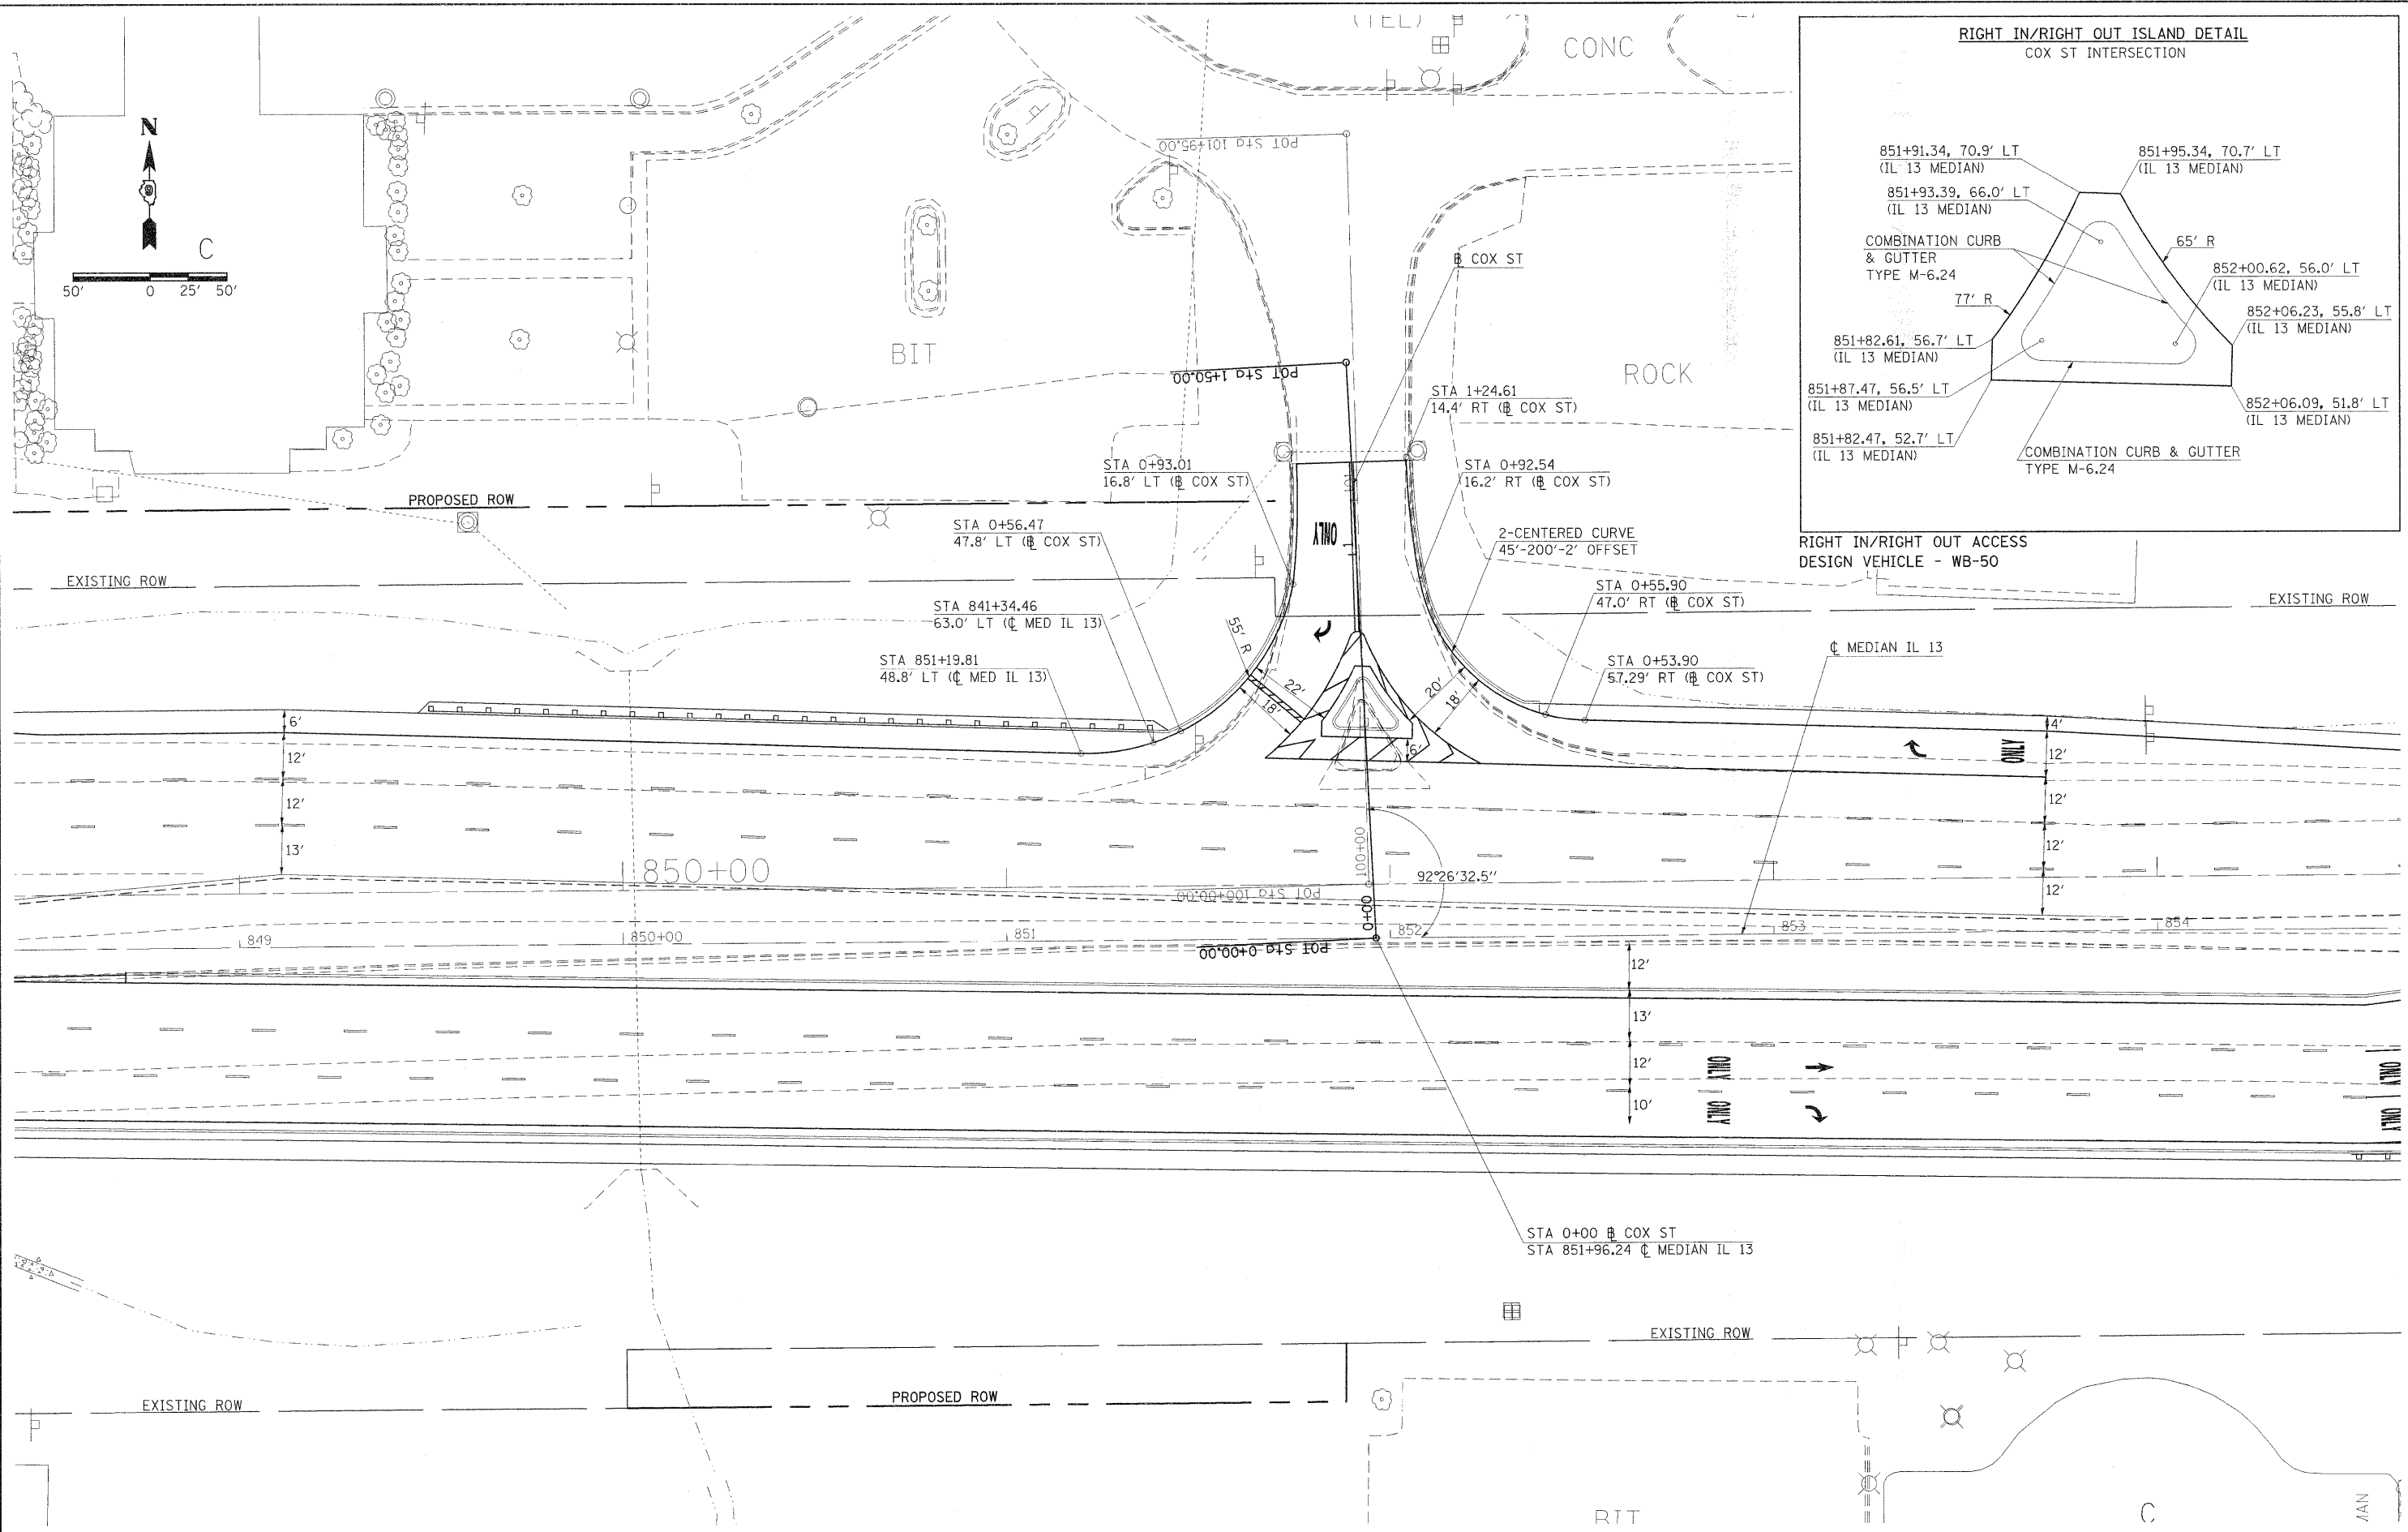 RIGHT IN/RIGHT OUT ISLAND DETAIL
COX ST INTERSECTION
851+91.34, 70.9' LT
(IL 13 MEDIAN)
851+95.34, 70.7' LT
(IL 13 MEDIAN)
851+93.39, 66.0' LT
(IL 13 MEDIAN)
COMBINATION CURB
& GUTTER
TYPE M-6.24
65' R
852+00.62, 56.0' LT
(IL 13 MEDIAN)
77' R
852+06.23, 55.8' LT
(IL 13 MEDIAN)
851+82.61, 56.7' LT
(IL 13 MEDIAN)
851+87.47, 56.5' LT
(IL 13 MEDIAN)
852+06.09, 51.8' LT
(IL 13 MEDIAN)
851+82.47, 52.7' LT
(IL 13 MEDIAN)
COMBINATION CURB & GUTTER
TYPE M-6.24
RIGHT IN/RIGHT OUT ACCESS
DESIGN VEHICLE - WB-50
(TEL)
CONC
N
C
50' 0 25' 50'
POT Sta 101+95.00
℄ COX ST
BIT
ROCK
POT Sta 1+50.00
STA 1+24.61
14.4' RT (℄ COX ST)
STA 0+93.01
16.8' LT (℄ COX ST)
STA 0+92.54
16.2' RT (℄ COX ST)
PROPOSED ROW
STA 0+56.47
47.8' LT (℄ COX ST)
ONLY
2-CENTERED CURVE
45'-200'-2' OFFSET
EXISTING ROW
STA 0+55.90
47.0' RT (℄ COX ST)
EXISTING ROW
STA 841+34.46
63.0' LT (℄ MED IL 13)
55' R
STA 851+19.81
48.8' LT (℄ MED IL 13)
STA 0+53.90
57.29' RT (℄ COX ST)
℄ MEDIAN IL 13
22'
18'
20'
18'
6'
6'
12'
12'
13'
ONLY
4'
12'
12'
12'
12'
850+00
100+00
92°26'32.5"
POT Sta 100+00.00
0+00
849
850+00
851
852
853
854
POT Sta 0+00.00
12'
13'
12'
10'
ONLY
ONLY
ONLY
ONLY
STA 0+00 ℄ COX ST
STA 851+96.24 ℄ MEDIAN IL 13
EXISTING ROW
PROPOSED ROW
EXISTING ROW
BIT
C